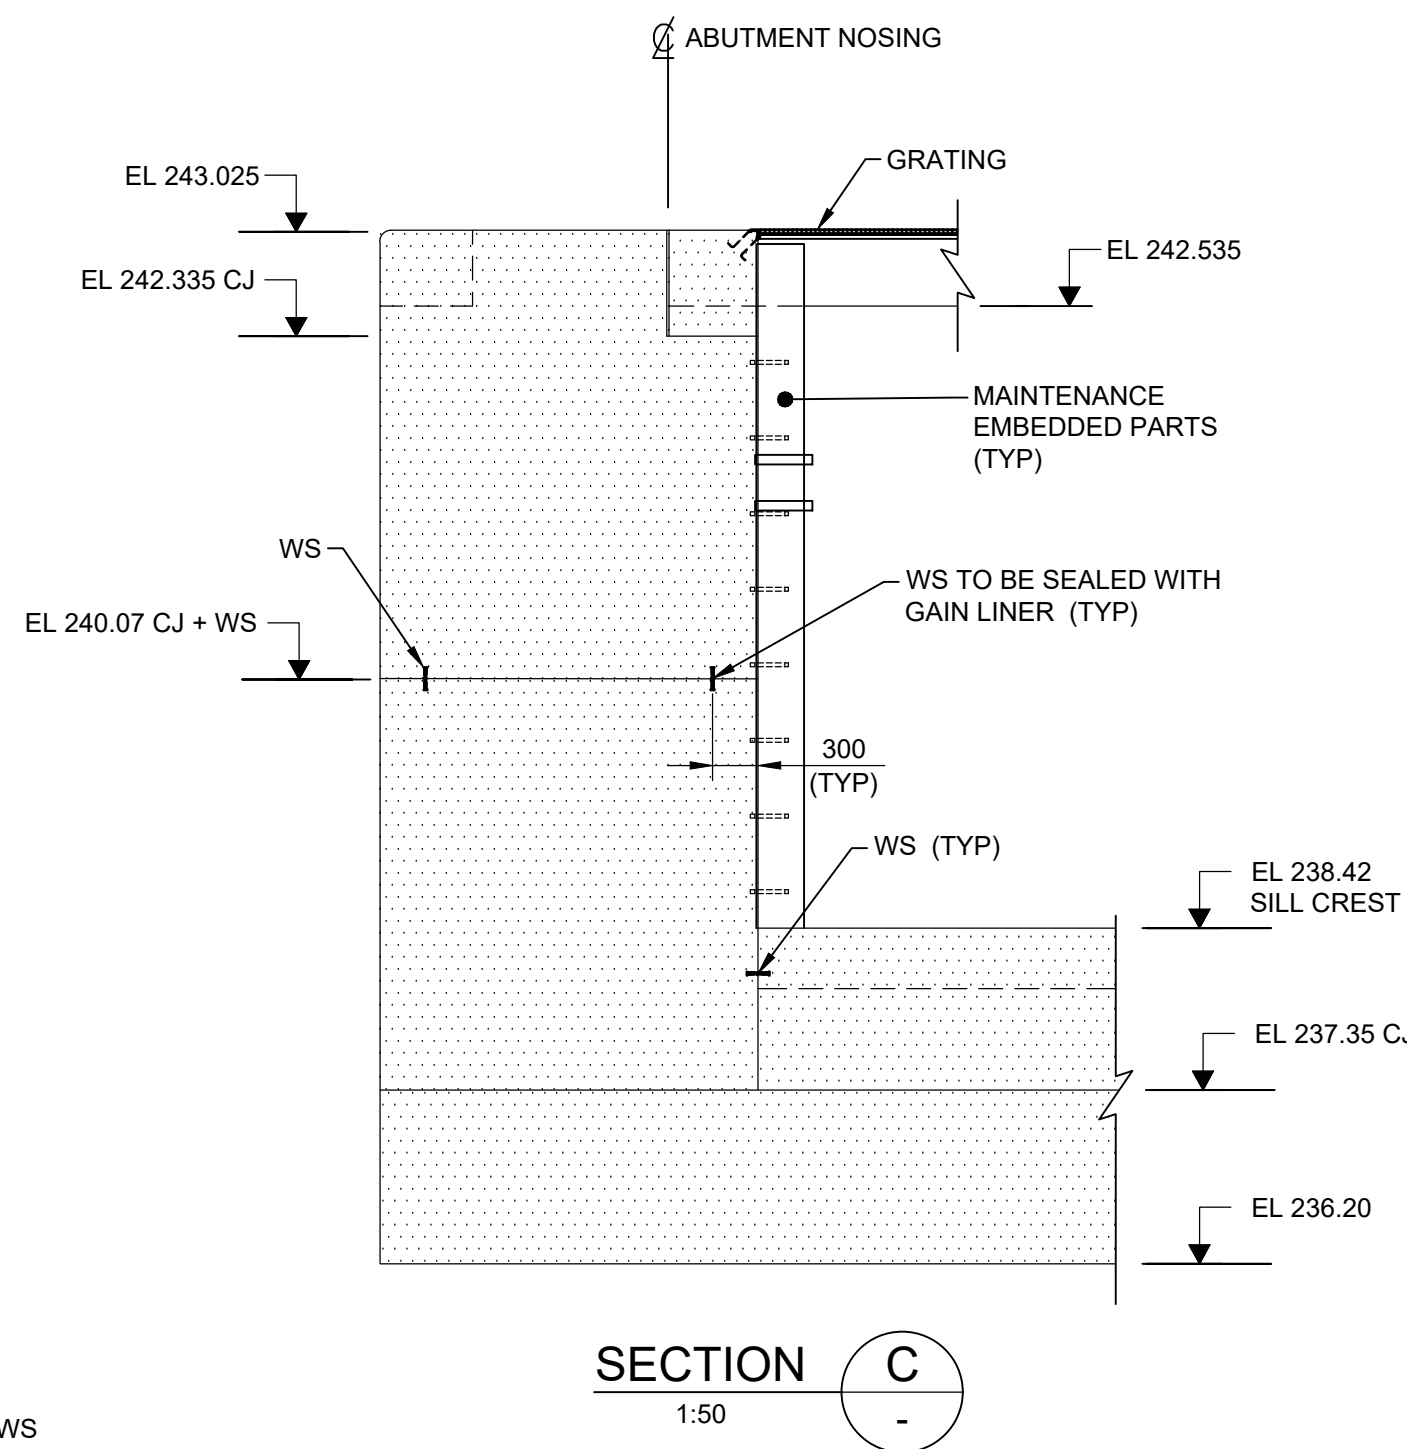 ABUTMENT NOSING
GRATING
EL 243.025
EL 242.535
EL 242.335 CJ
MAINTENANCE
EMBEDDED PARTS
(TYP)
WS
WS TO BE SEALED WITH
GAIN LINER (TYP)
EL 240.07 CJ + WS
300
(TYP)
WS (TYP)
EL 238.42
SILL CREST
EL 237.35 CJ
EL 236.20
SECTION C
1:50 -
WS